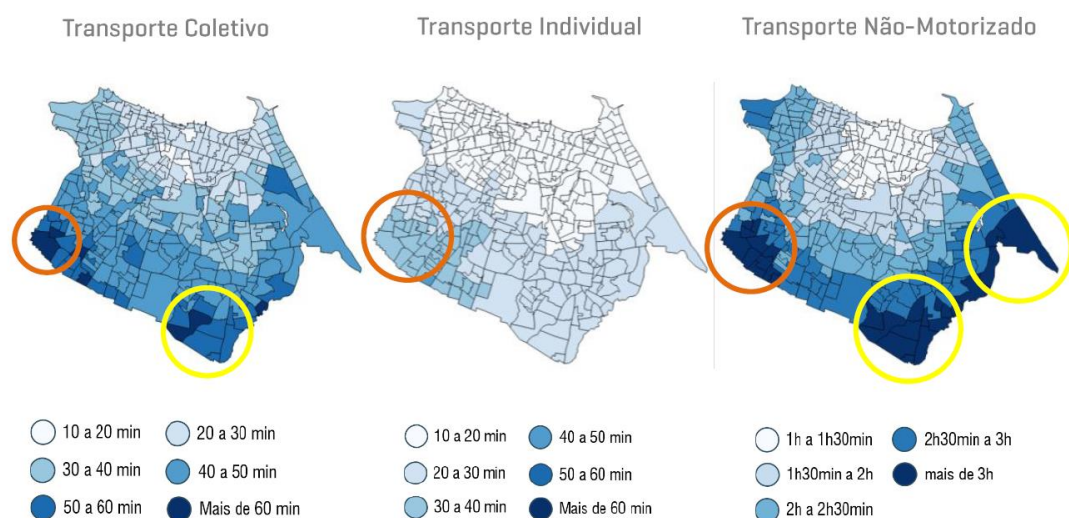 Transporte Coletivo
Transporte Individual
Transporte Não-Motorizado
10 a 20 min
20 a 30 min
30 a 40 min
40 a 50 min
50 a 60 min
Mais de 60 min
10 a 20 min
40 a 50 min
20 a 30 min
50 a 60 min
30 a 40 min
Mais de 60 min
1h a 1h30min
2h30min a 3h
1h30min a 2h
mais de 3h
2h a 2h30min